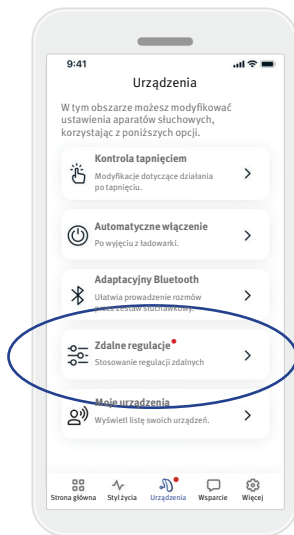 9:41
Urządzenia
W tym obszarze możesz modyfikować
ustawienia aparatów słuchowych,
korzystając z poniższych opcji.
Kontrola tapnięciem
Modyfikacje dotyczące działania
po tapnięciu.
Automatyczne włączenie
Po wyjęciu z ładowarki.
Adaptacyjny Bluetooth
Ułatwia prowadzenie rozmów
przez zestaw słuchawkowy.
Zdalne regulacje
Stosowanie regulacji zdalnych
Moje urządzenia
Wyświetl listę swoich urządzeń.
Strona główna Styl życia Urządzenia Wsparcie Więcej